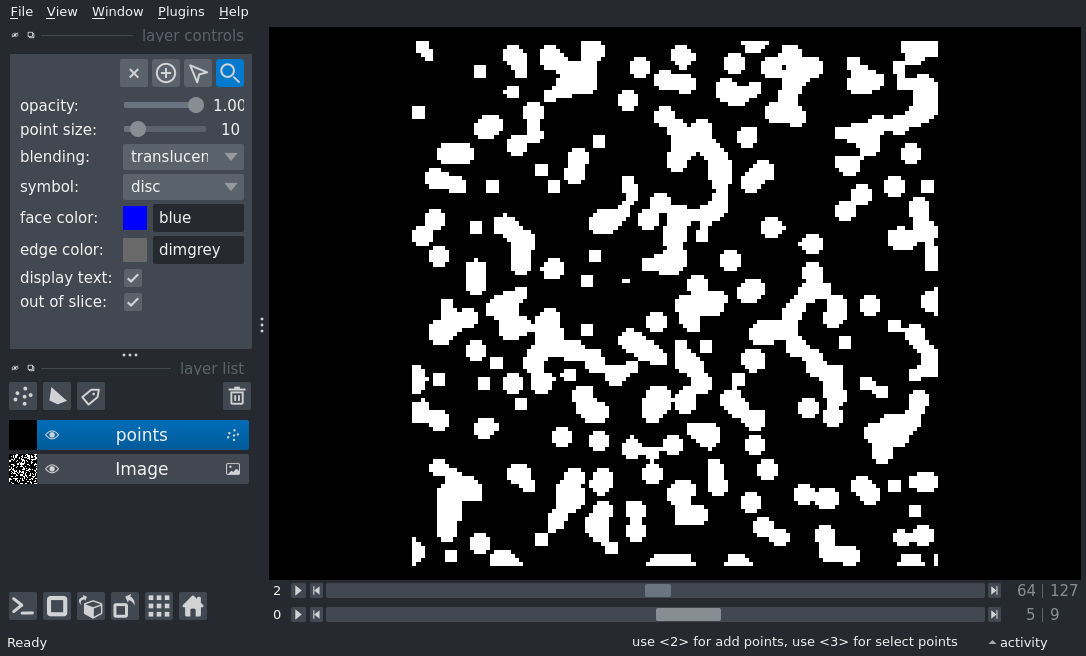 File View Window Plugins Help
layer controls
opacity: 1.00
point size: 10
blending: translucen
symbol: disc
face color: blue
edge color: dimgrey
display text:
out of slice:
layer list
points
Image
2 64 | 127
0 5 | 9
Ready use <2> for add points, use <3> for select points activity